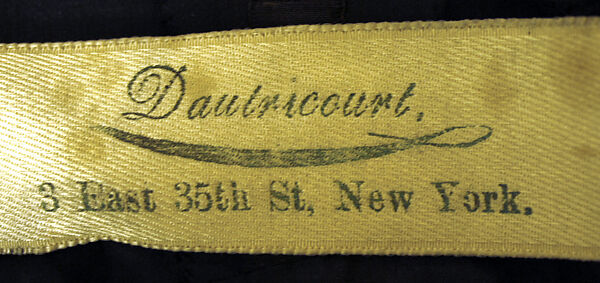 Dautricourt,
3 East 35th St, New York.